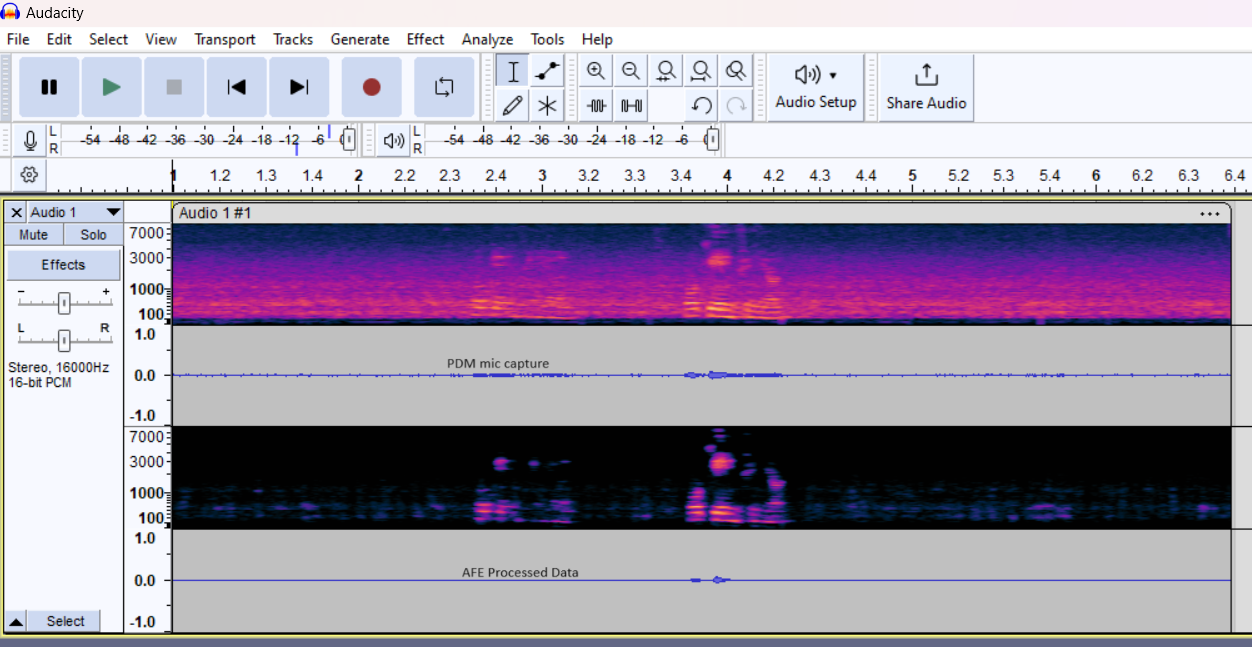 Audacity
File Edit Select View Transport Tracks Generate Effect Analyze Tools Help
Audio Setup
Share Audio
L
R
-54 -48 -42 -36 -30 -24 -18 -12 -6
L
R
-54 -48 -42 -36 -30 -24 -18 -12 -6
1 1.2 1.3 1.4 2 2.2 2.3 2.4 3 3.2 3.3 3.4 4 4.2 4.3 4.4 5 5.2 5.3 5.4 6 6.2 6.3 6.4
Audio 1
Audio 1 #1
Mute Solo
Effects
- +
L R
Stereo, 16000Hz
16-bit PCM
7000
3000
1000
100
1.0
PDM mic capture
0.0
-1.0
7000
3000
1000
100
1.0
AFE Processed Data
0.0
-1.0
Select